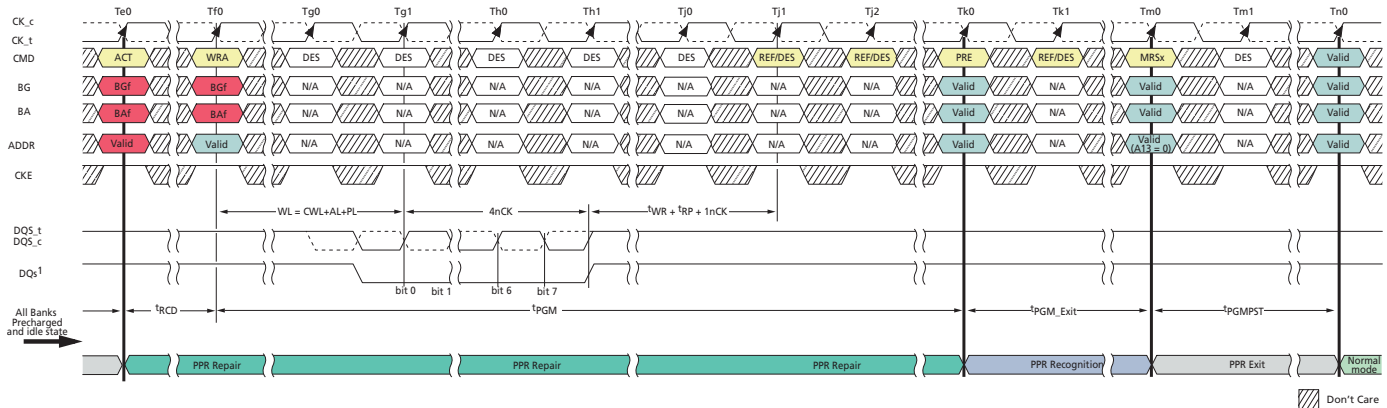 Te0 Tf0 Tg0 Tg1 Th0 Th1 Tj0 Tj1 Tj2 Tk0 Tk1 Tm0 Tm1 Tn0
CK_c
CK_t
CMD ACT WRA DES DES DES DES DES REF/DES REF/DES PRE REF/DES MRSx DES Valid
BG BGf BGf N/A N/A N/A N/A N/A N/A N/A Valid N/A Valid N/A Valid
BA BAf BAf N/A N/A N/A N/A N/A N/A N/A Valid N/A Valid N/A Valid
ADDR Valid Valid N/A N/A N/A N/A N/A N/A N/A Valid N/A Valid (A13 = 0) N/A Valid
CKE
WL = CWL+AL+PL 4nCK tWR + tRP + 1nCK
DQS_t
DQS_c
DQs1
bit 0 bit 1 bit 6 bit 7
All Banks
Precharged
and idle state
tRCD tPGM tPGM_Exit tPGMPST
PPR Repair PPR Repair PPR Repair PPR Recognition PPR Exit Normal
mode
Don't Care